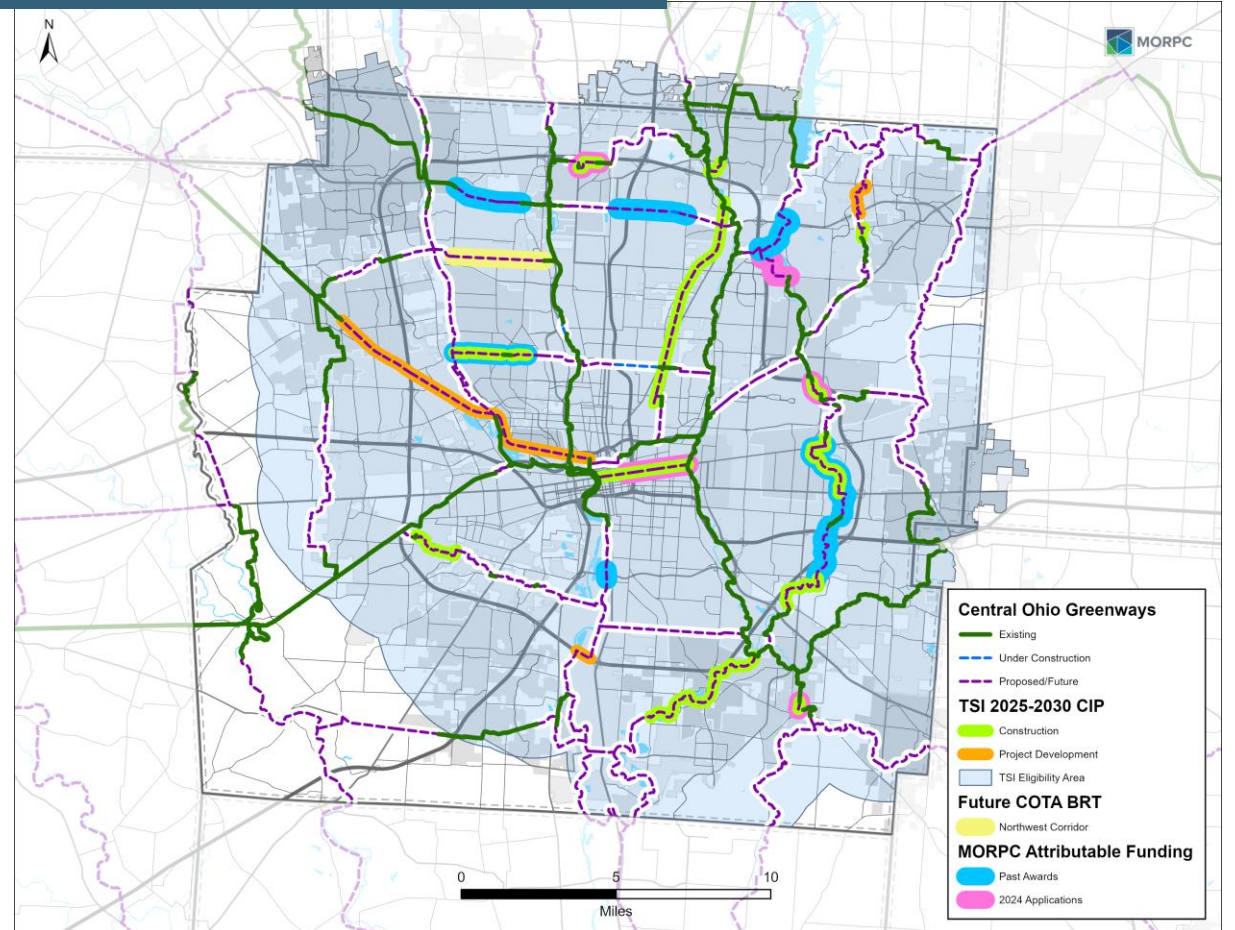 N
MORPC
Central Ohio Greenways
Existing
Under Construction
Proposed/Future
TSI 2025-2030 CIP
Construction
Project Development
TSI Eligibility Area
Future COTA BRT
Northwest Corridor
MORPC Attributable Funding
Past Awards
2024 Applications
0 5 10
Miles